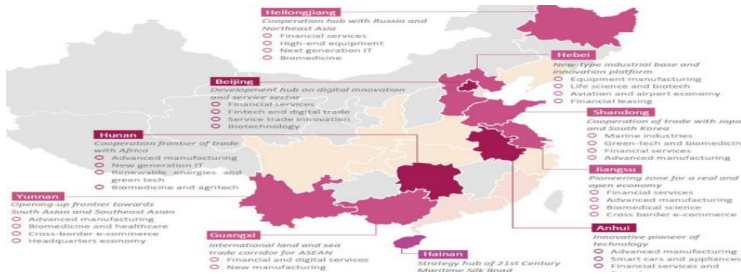 Heilongjiang
Cooperation hub with Russia and
Northeast Asia
Financial services
High-end equipment
Next generation IT
Biomedicine
Hebei
New-type industrial base and
innovation platform
Equipment manufacturing
Life science and biotech
Aviation and airport economy
Financial leasing
Beijing
Development hub on digital innovation
and service sector
Financial services
Fintech and digital trade
Service trade innovation
Biotechnology
Shandong
Cooperation of trade with Japa
and South Korea
Marine industries
Green-tech and biomedicin
Financial services
Advanced manufacturing
Hunan
Cooperation frontier of trade
with Africa
Advanced manufacturing
New generation IT
Renewable energies and
green tech
Biomedicine and agritech
Jiangsu
Pioneering zone for a real and
open economy
Financial services
Advanced manufacturing
Biomedical science
Cross border e-commerce
Yunnan
Opening-up frontier towards
South Asian and Southeast Asian
Advanced manufacturing
Biomedicine and healthcare
Cross-border e-commerce
Headquarters economy
Guangxi
International land and sea
trade corridor for ASEAN
Financial and digital services
New manufacturing
Anhui
Innovative pioneer of
technology
Advanced manufacturing
Smart cars and appliances
Financial services and
Hainan
Strategy hub of 21st Century
Maritime Silk Road